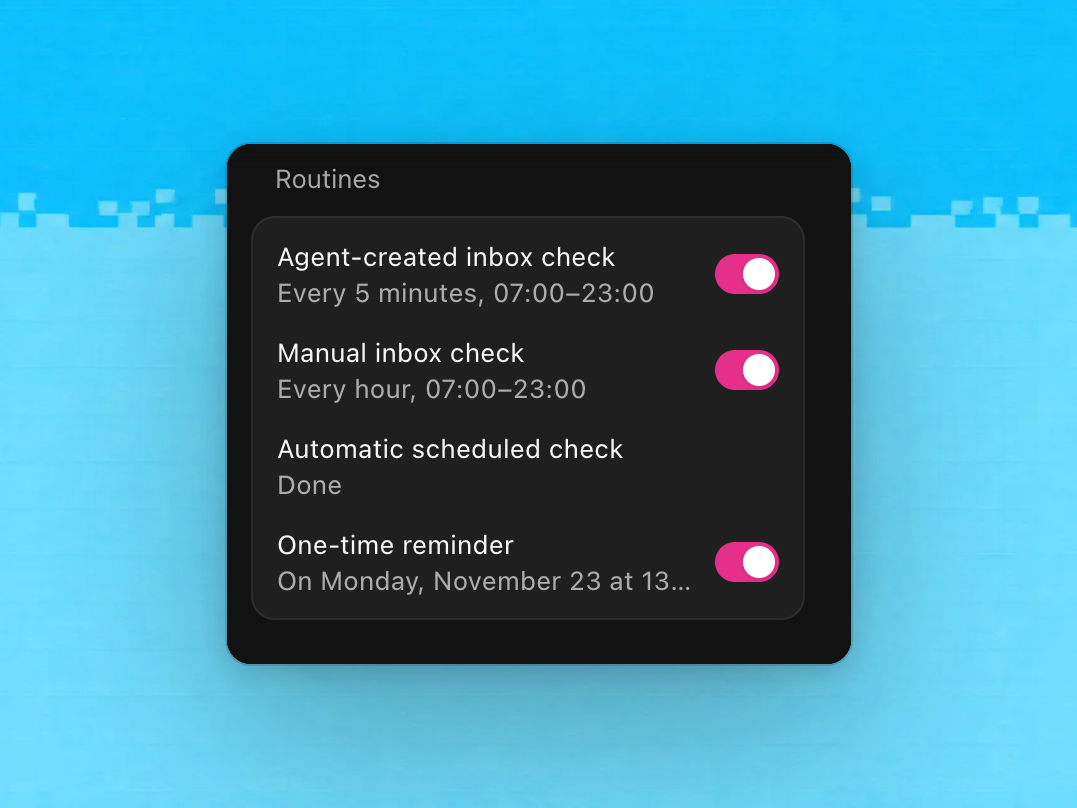 Routines
Agent-created inbox check
Every 5 minutes, 07:00–23:00
Manual inbox check
Every hour, 07:00–23:00
Automatic scheduled check
Done
One-time reminder
On Monday, November 23 at 13...